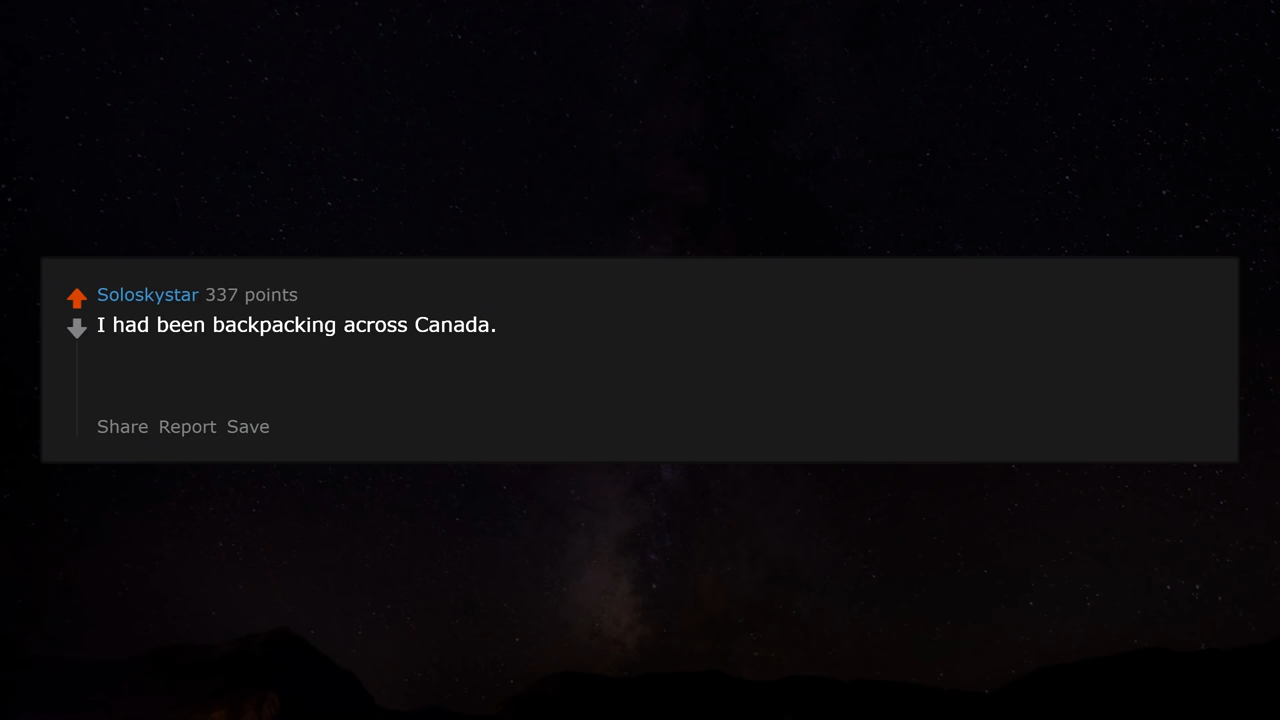 Soloskystar 337 points
I had been backpacking across Canada.
Share Report Save